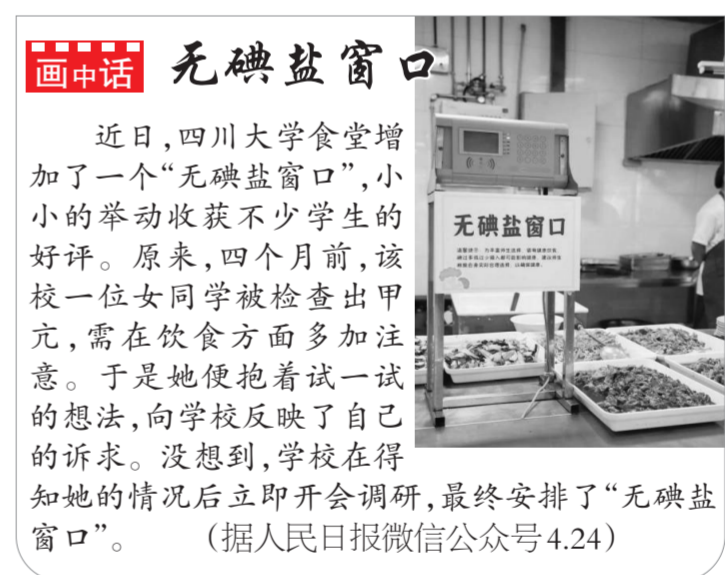 画中话
无碘盐窗口
近日,四川大学食堂增
加了一个“无碘盐窗口”,小
小的举动收获不少学生的
好评。原来,四个月前,该
校一位女同学被检查出甲
亢,需在饮食方面多加注
意。于是她便抱着试一试
的想法,向学校反映了自己
的诉求。没想到,学校在得
知她的情况后立即开会调研,最终安排了“无碘盐
窗口”。 (据人民日报微信公众号4.24)
无碘盐窗口